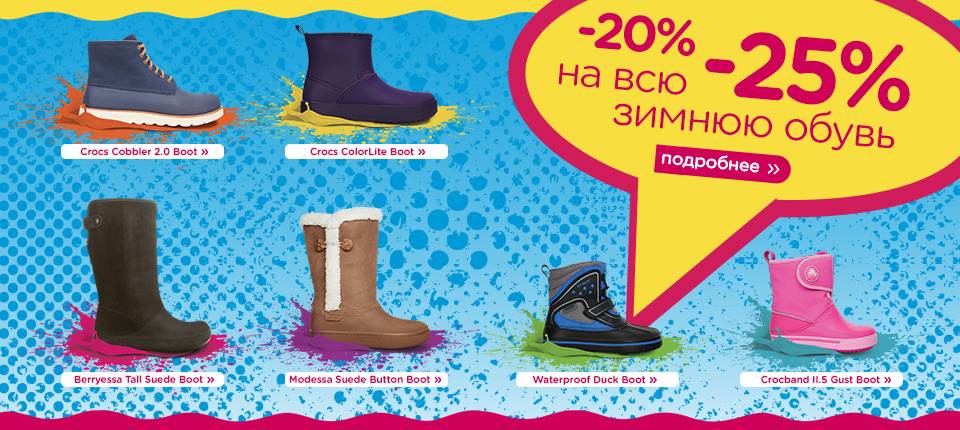 -20% -25%
на всю
зимнюю обувь
подробнее »
Crocs Cobbler 2.0 Boot »
Crocs ColorLite Boot »
Berryessa Tall Suede Boot »
Modessa Suede Button Boot »
Waterproof Duck Boot »
Crocband II.5 Gust Boot »